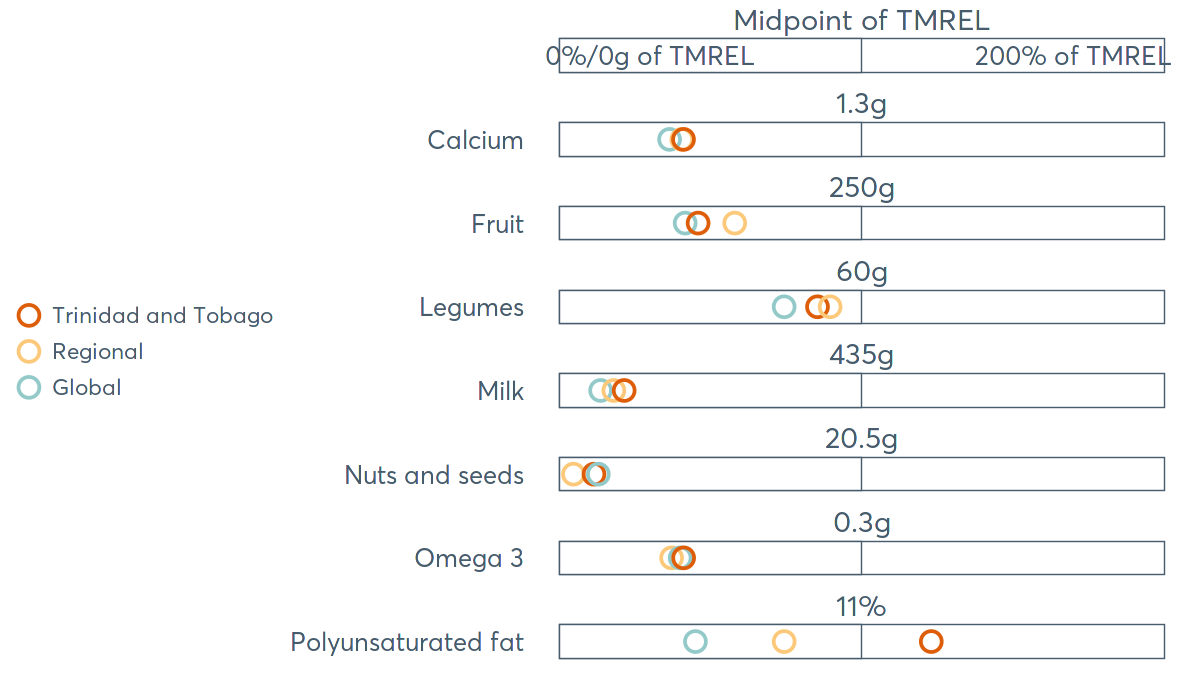 Midpoint of TMREL
0%/0g of TMREL 200% of TMREL
1.3g
Calcium
250g
Fruit
60g
Legumes
Trinidad and Tobago
Regional
Global
435g
Milk
20.5g
Nuts and seeds
0.3g
Omega 3
11%
Polyunsaturated fat